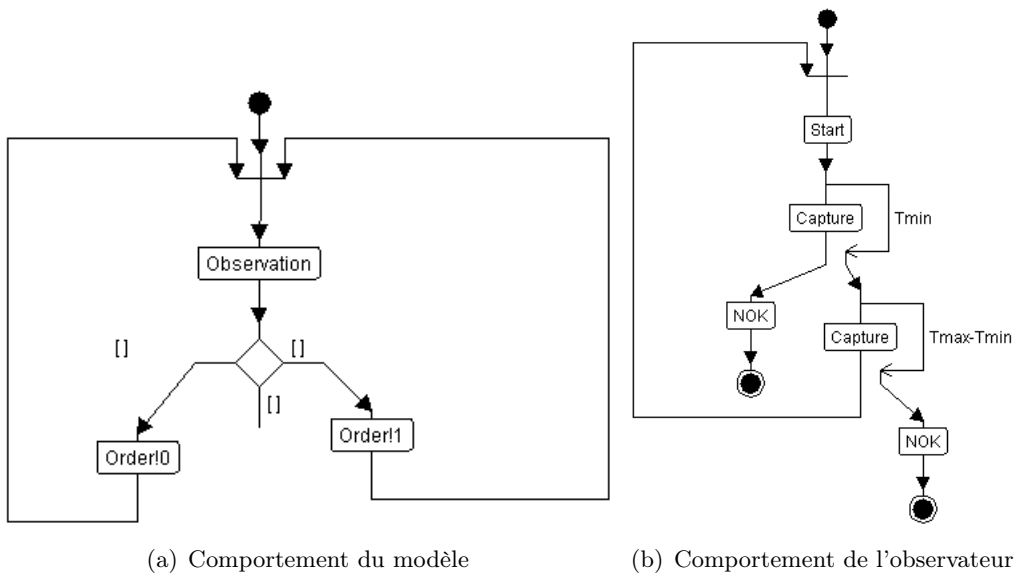 Observation
[ ]
[ ]
[ ]
Order!0
Order!1
(a) Comportement du modèle
Start
Capture
Tmin
NOK
Capture
Tmax-Tmin
NOK
(b) Comportement de l'observateur